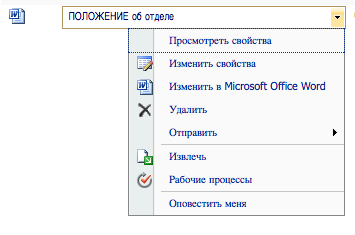 ПОЛОЖЕНИЕ об отделе
Просмотреть свойства
Изменить свойства
Изменить в Microsoft Office Word
Удалить
Отправить
Извлечь
Рабочие процессы
Оповестить меня